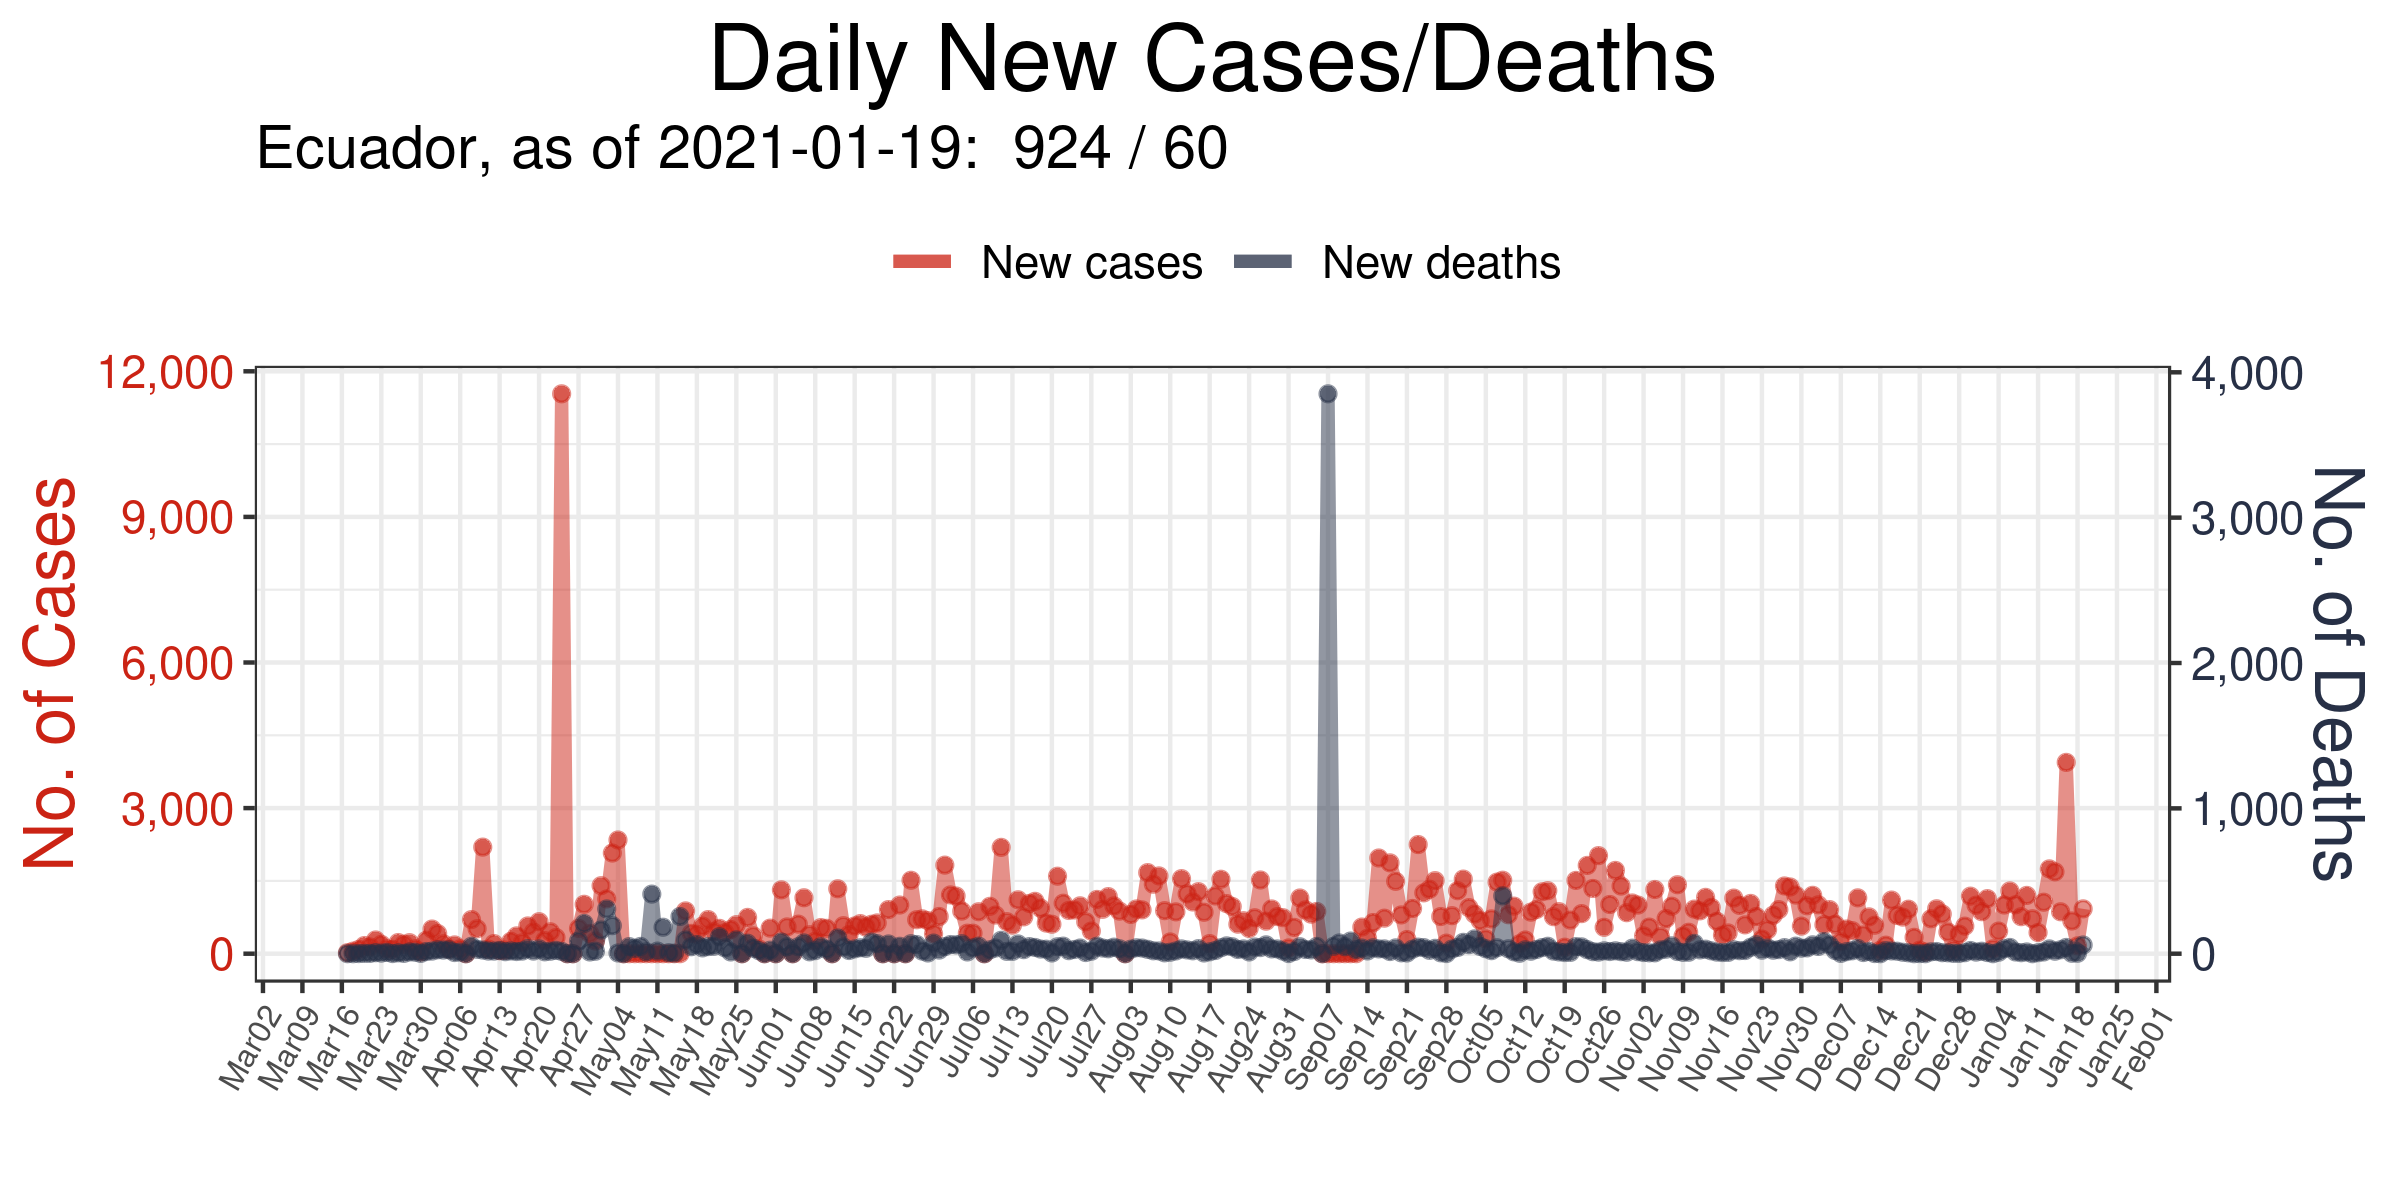 Daily New Cases/Deaths
Ecuador, as of 2021-01-19:  924 / 60
New cases New deaths
No. of Cases
12,000
9,000
6,000
3,000
0
4,000
3,000
2,000
1,000
0
No. of Deaths
Mar02 Mar09 Mar16 Mar23 Mar30 Apr06 Apr13 Apr20 Apr27 May04 May11 May18 May25 Jun01 Jun08 Jun15 Jun22 Jun29 Jul06 Jul13 Jul20 Jul27 Aug03 Aug10 Aug17 Aug24 Aug31 Sep07 Sep14 Sep21 Sep28 Oct05 Oct12 Oct19 Oct26 Nov02 Nov09 Nov16 Nov23 Nov30 Dec07 Dec14 Dec21 Dec28 Jan04 Jan11 Jan18 Jan25 Feb01